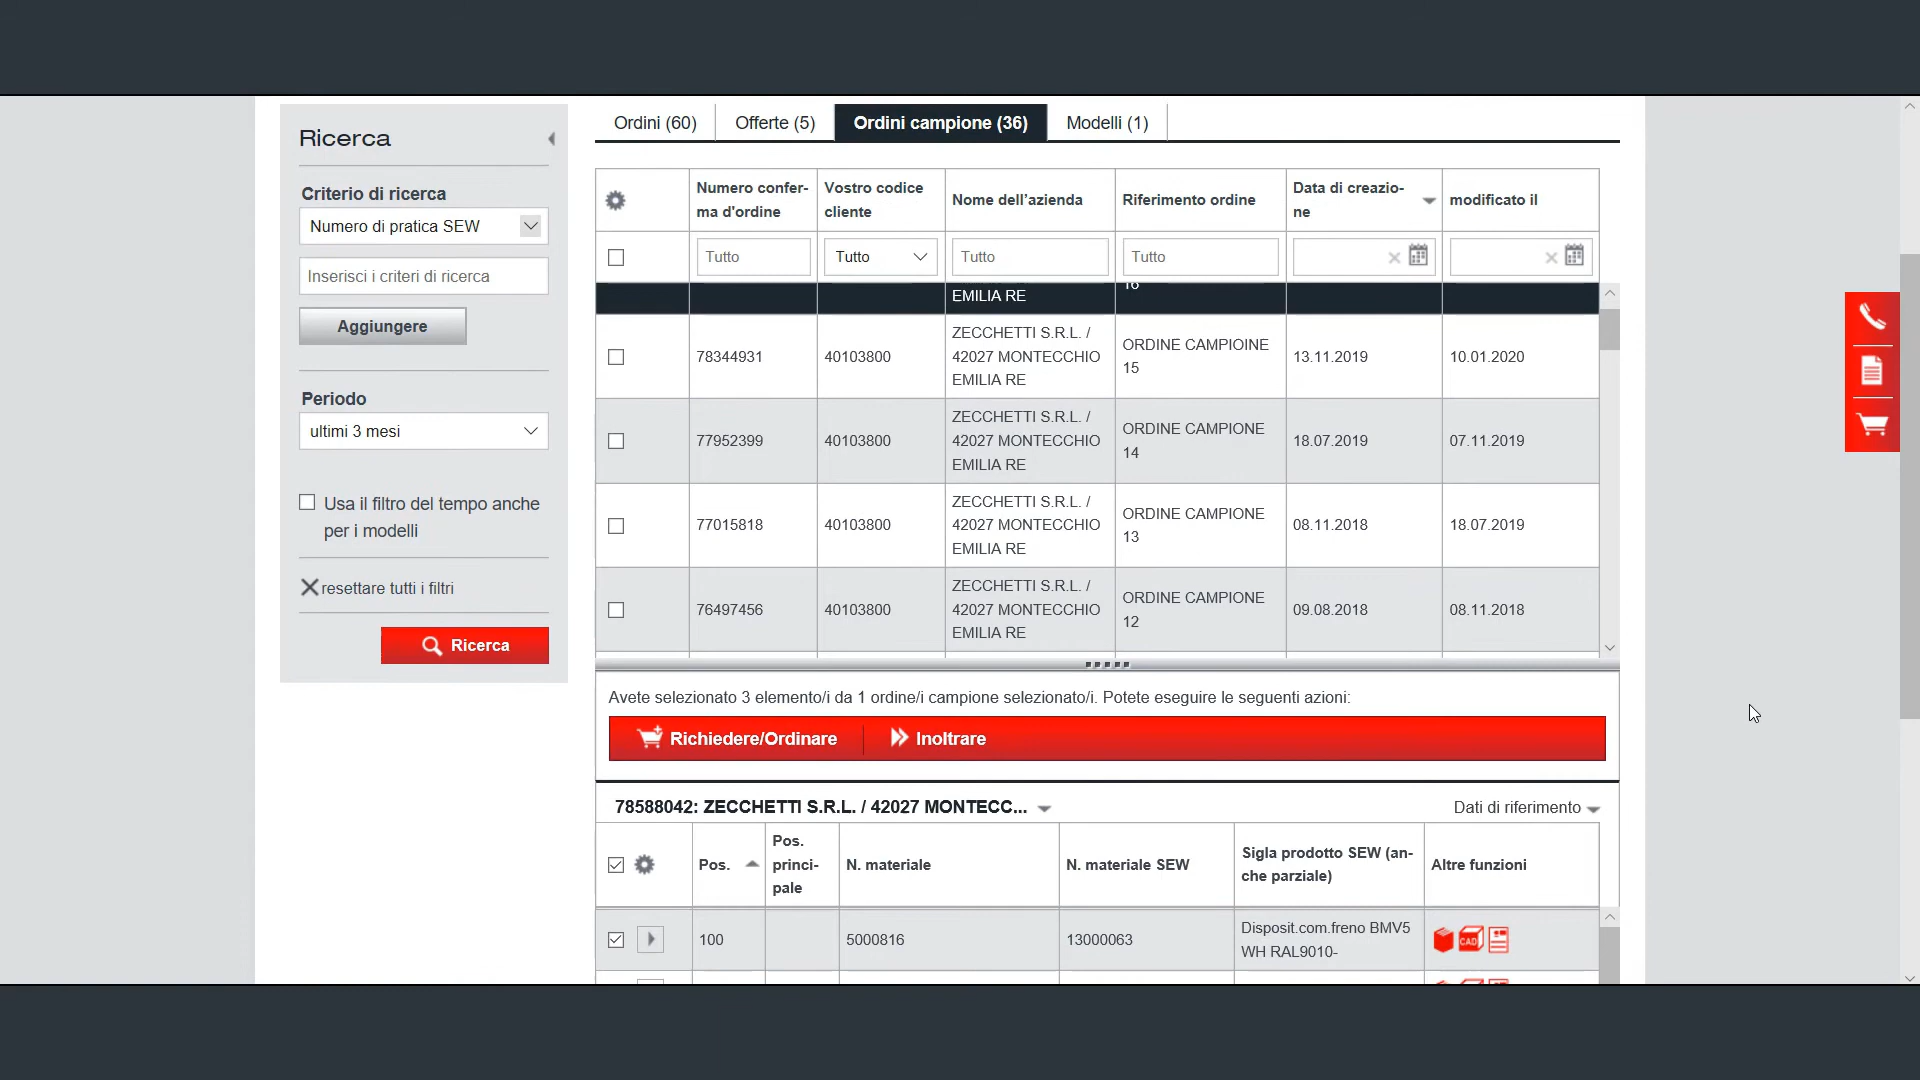 Ricerca
Criterio di ricerca
Numero di pratica SEW
Inserisci i criteri di ricerca
Aggiungere
Periodo
ultimi 3 mesi
Usa il filtro del tempo anche
per i modelli
resettare tutti i filtri
Ricerca
Ordini (60)
Offerte (5)
Ordini campione (36)
Modelli (1)
Numero confer-
ma d'ordine
Vostro codice
cliente
Nome dell'azienda
Riferimento ordine
Data di creazio-
ne
modificato il
Tutto
Tutto
Tutto
Tutto
EMILIA RE
16
78344931
40103800
ZECCHETTI S.R.L. /
42027 MONTECCHIO
EMILIA RE
ORDINE CAMPIOINE
15
13.11.2019
10.01.2020
77952399
40103800
ZECCHETTI S.R.L. /
42027 MONTECCHIO
EMILIA RE
ORDINE CAMPIONE
14
18.07.2019
07.11.2019
77015818
40103800
ZECCHETTI S.R.L. /
42027 MONTECCHIO
EMILIA RE
ORDINE CAMPIONE
13
08.11.2018
18.07.2019
76497456
40103800
ZECCHETTI S.R.L. /
42027 MONTECCHIO
EMILIA RE
ORDINE CAMPIONE
12
09.08.2018
08.11.2018
Avete selezionato 3 elemento/i da 1 ordine/i campione selezionato/i. Potete eseguire le seguenti azioni:
Richiedere/Ordinare
Inoltrare
78588042: ZECCHETTI S.R.L. / 42027 MONTECC...
Dati di riferimento
Pos.
Pos.
princi-
pale
N. materiale
N. materiale SEW
Sigla prodotto SEW (an-
che parziale)
Altre funzioni
100
5000816
13000063
Disposit.com.freno BMV5
WH RAL9010-
CAD